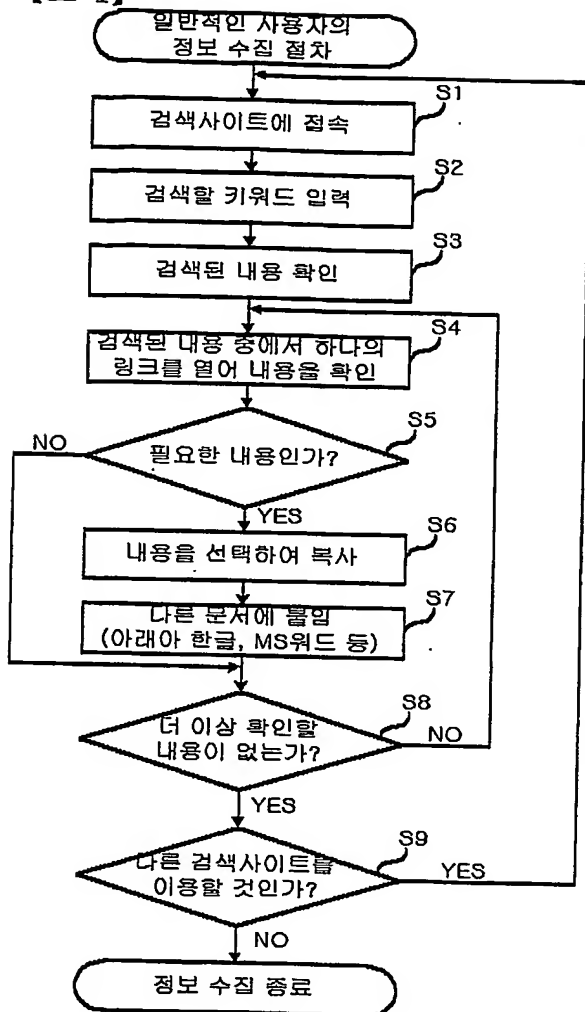 일반적인 사용자의
정보 수집 절차
S1
검색사이트에 접속
S2
검색할 키워드 입력
S3
검색된 내용 확인
S4
검색된 내용 중에서 하나의
링크를 열어 내용을 확인
S5
NO
필요한 내용인가?
YES
S6
내용을 선택하여 복사
S7
다른 문서에 붙임
(아래아 한글, MS워드 등)
S8
더 이상 확인할
내용이 없는가?
NO
YES
S9
다른 검색사이트를
이용할 것인가?
YES
NO
정보 수집 종료